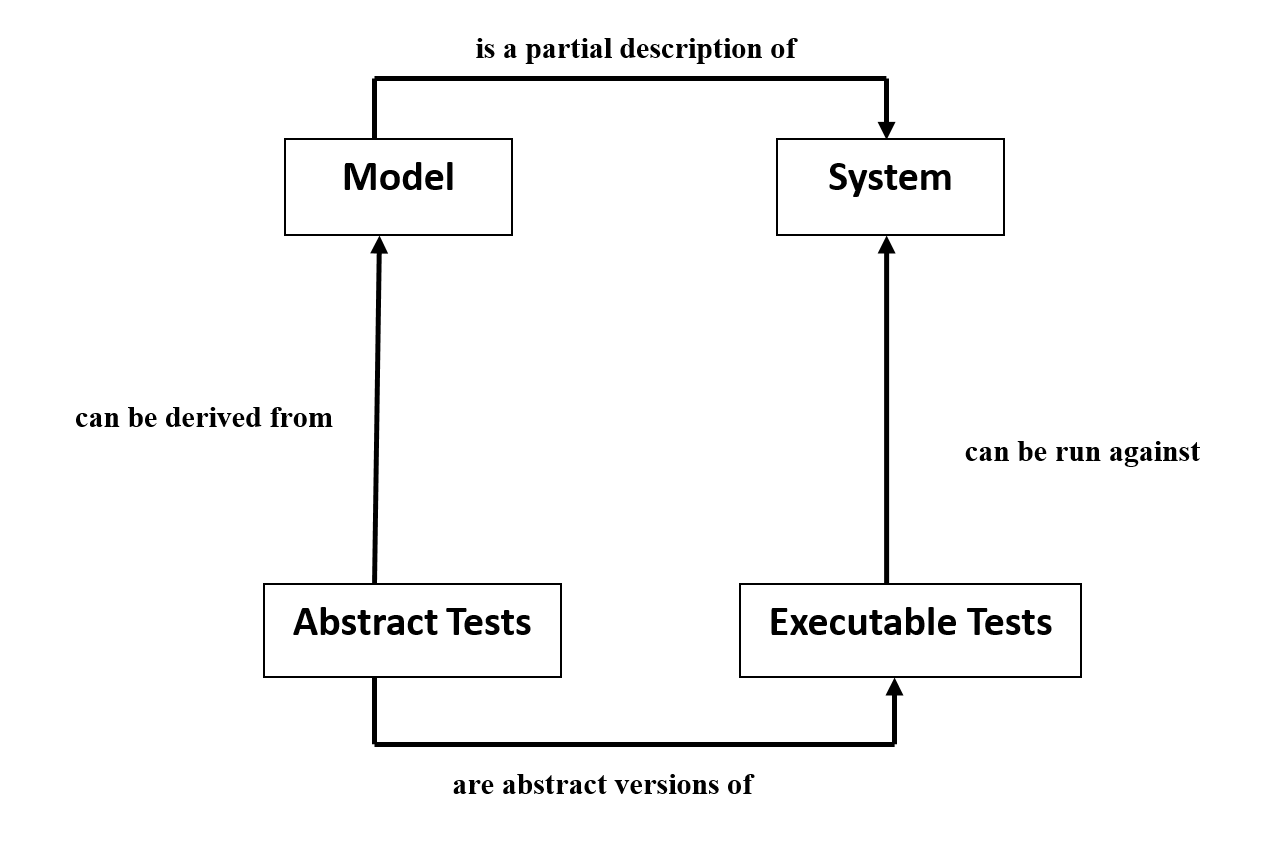 is a partial description of
Model
System
can be derived from
can be run against
Abstract Tests
Executable Tests
are abstract versions of